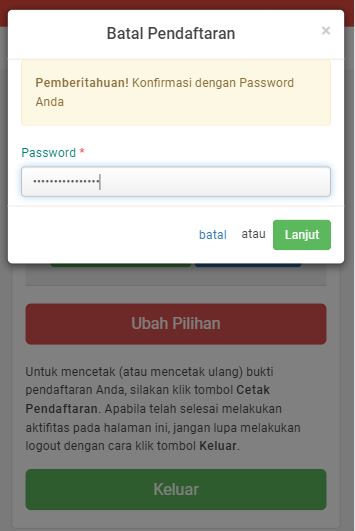 Batal Pendaftaran
×
Pemberitahuan! Konfirmasi dengan Password
Anda
Password *
••••••••••••••••
batal atau Lanjut
Ubah Pilihan
Untuk mencetak (atau mencetak ulang) bukti
pendaftaran Anda, silakan klik tombol Cetak
Pendaftaran. Apabila telah selesai melakukan
aktifitas pada halaman ini, jangan lupa melakukan
logout dengan cara klik tombol Keluar.
Keluar